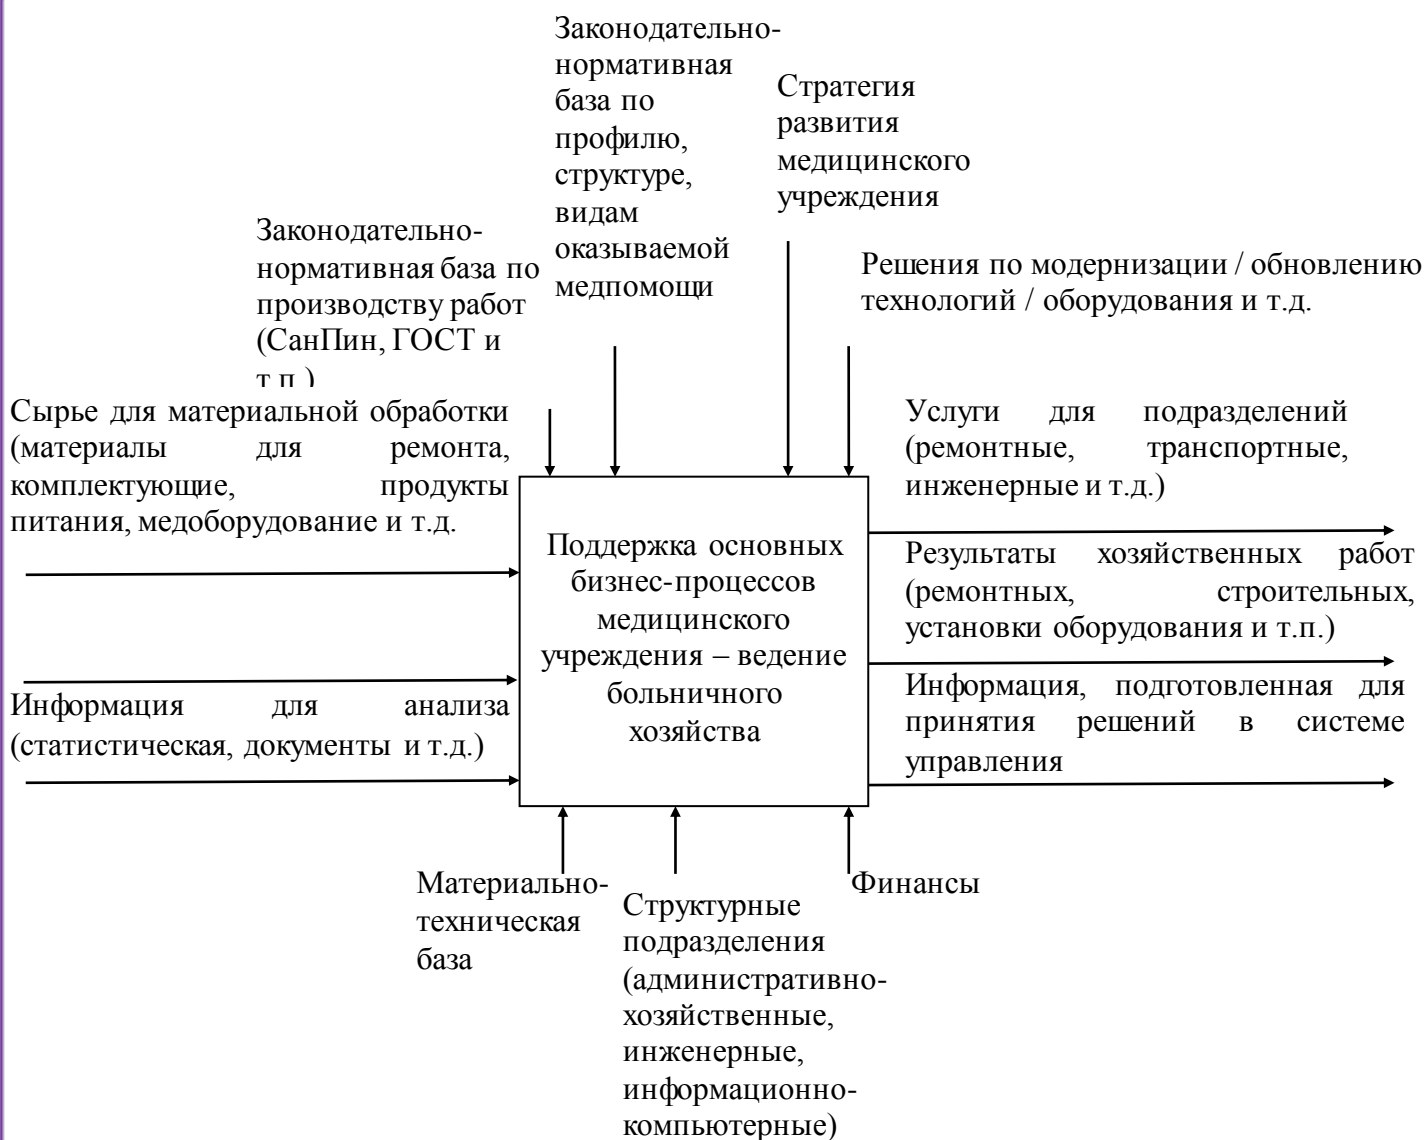 Законодательно-
нормативная
база по
профилю,
структуре,
видам
оказываемой
медпомощи
Стратегия
развития
медицинского
учреждения
Законодательно-
нормативная база по
производству работ
(СанПин, ГОСТ и
т.п.)
Решения по модернизации / обновлению
технологий / оборудования и т.д.
Сырье для материальной обработки
(материалы для ремонта,
комплектующие, продукты
питания, медоборудование и т.д.
Информация для анализа
(статистическая, документы и т.д.)
Поддержка основных
бизнес-процессов
медицинского
учреждения – ведение
больничного
хозяйства
Услуги для подразделений
(ремонтные, транспортные,
инженерные и т.д.)
Результаты хозяйственных работ
(ремонтных, строительных,
установки оборудования и т.п.)
Информация, подготовленная для
принятия решений в системе
управления
Материально-
техническая
база
Структурные
подразделения
(административно-
хозяйственные,
инженерные,
информационно-
компьютерные)
Финансы